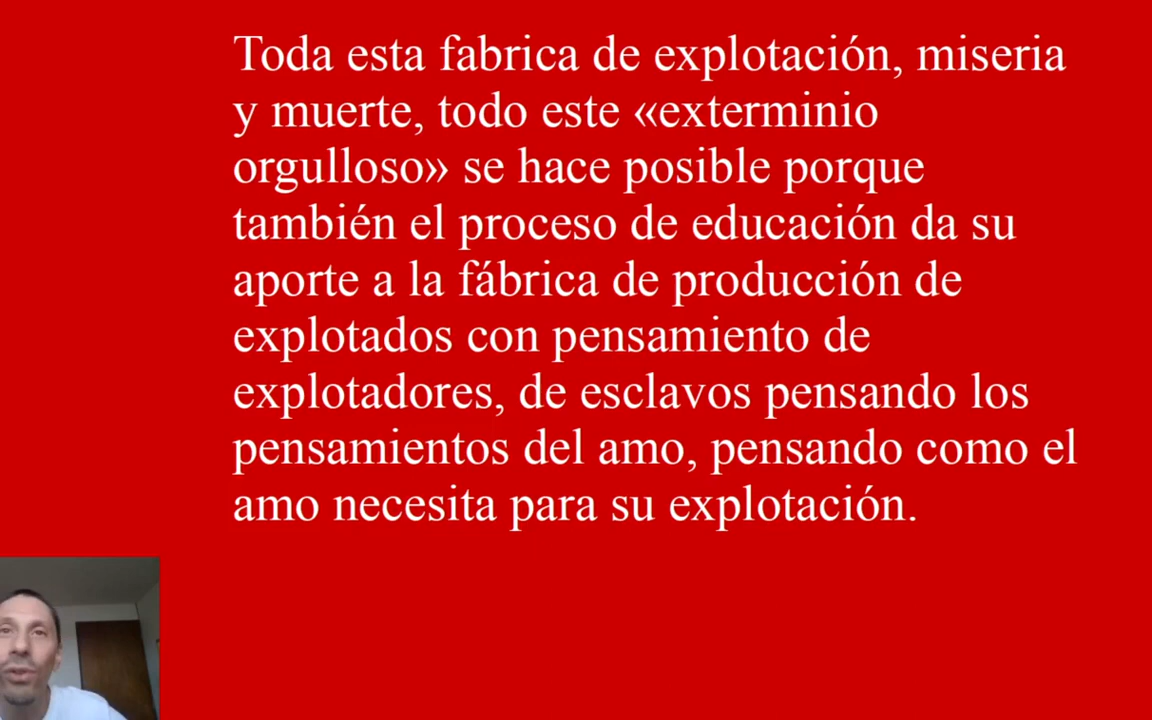 Toda esta fabrica de explotación, miseria
y muerte, todo este «exterminio
orgulloso» se hace posible porque
también el proceso de educación da su
aporte a la fábrica de producción de
explotados con pensamiento de
explotadores, de esclavos pensando los
pensamientos del amo, pensando como el
amo necesita para su explotación.